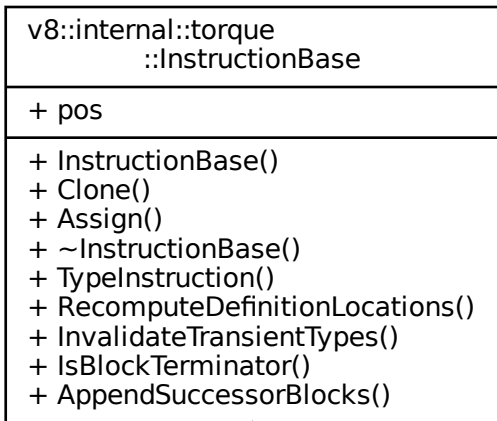 v8::internal::torque
::InstructionBase
+ pos
+ InstructionBase()
+ Clone()
+ Assign()
+ ~InstructionBase()
+ TypeInstruction()
+ RecomputeDefinitionLocations()
+ InvalidateTransientTypes()
+ IsBlockTerminator()
+ AppendSuccessorBlocks()